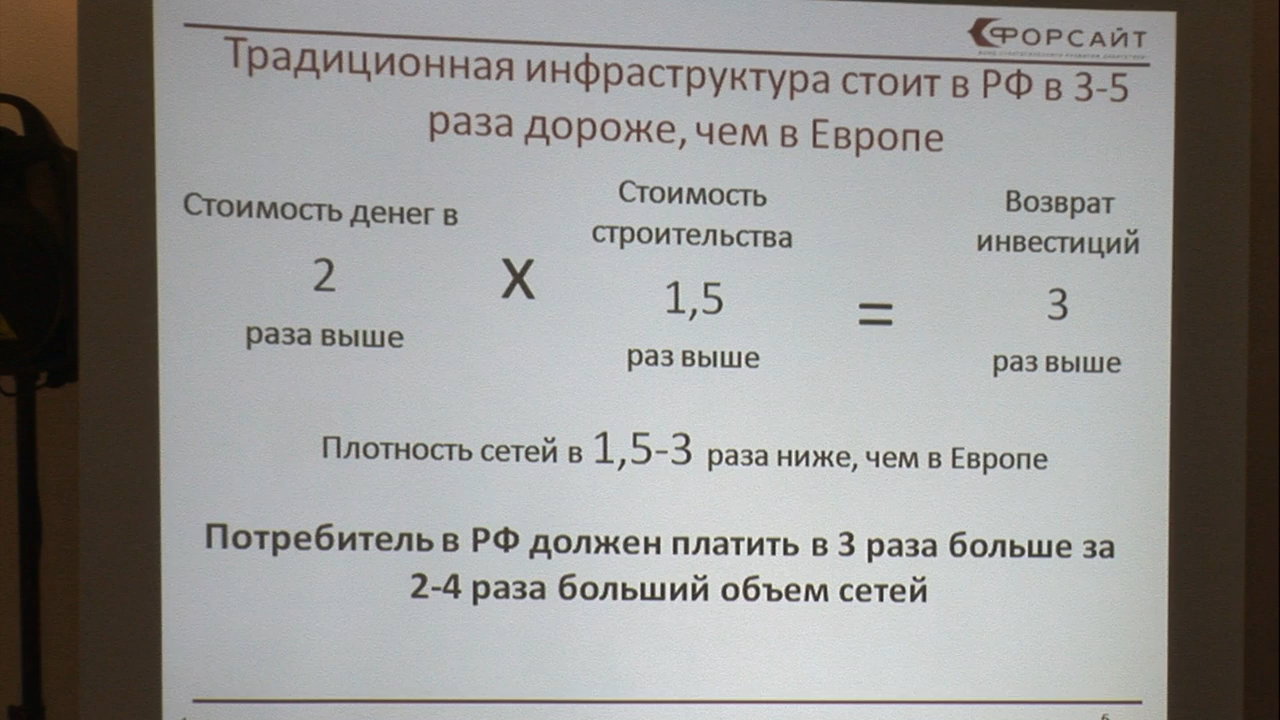 ФОРСАЙТ
Традиционная инфраструктура стоит в РФ в 3-5
раза дороже, чем в Европе
Стоимость денег в
2
раза выше
X
Стоимость
строительства
1,5
раз выше
=
Возврат
инвестиций
3
раз выше
Плотность сетей в 1,5-3 раза ниже, чем в Европе
Потребитель в РФ должен платить в 3 раза больше за
2-4 раза больший объем сетей